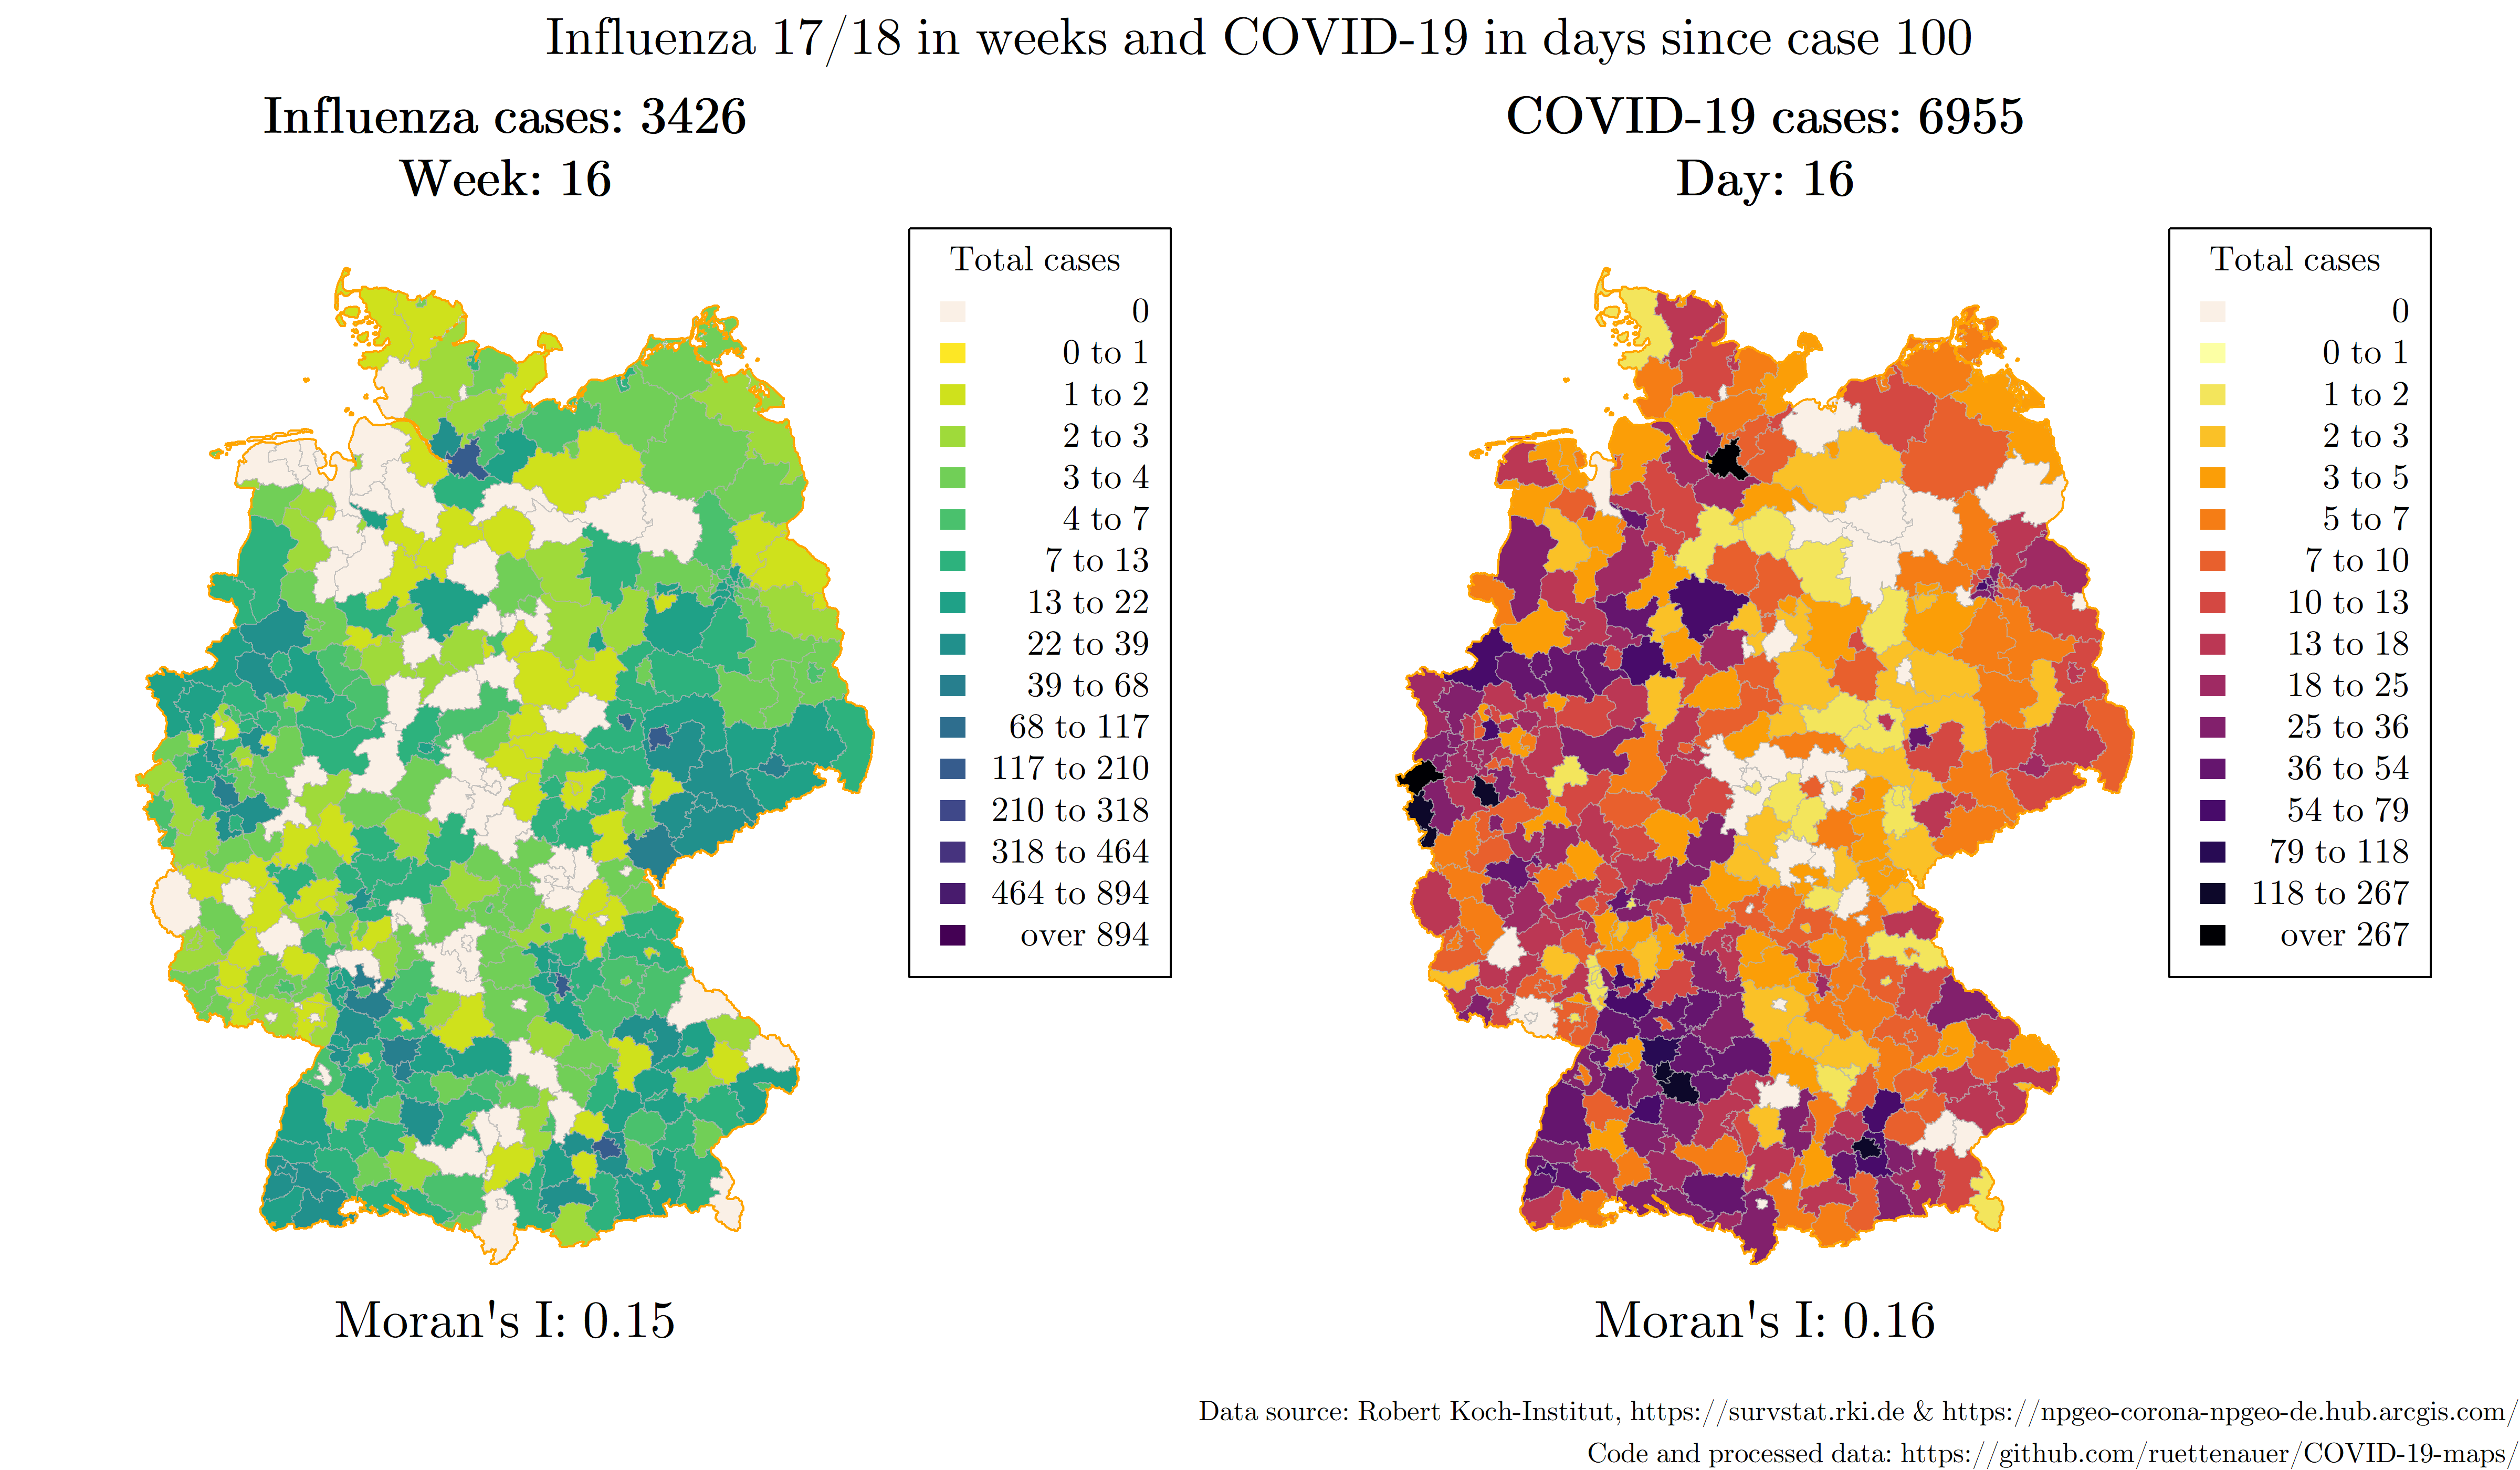 Influenza 17/18 in weeks and COVID-19 in days since case 100
Influenza cases: 3426
Week: 16
Total cases
0
0 to 1
1 to 2
2 to 3
3 to 4
4 to 7
7 to 13
13 to 22
22 to 39
39 to 68
68 to 117
117 to 210
210 to 318
318 to 464
464 to 894
over 894
Moran's I: 0.15
COVID-19 cases: 6955
Day: 16
Total cases
0
0 to 1
1 to 2
2 to 3
3 to 5
5 to 7
7 to 10
10 to 13
13 to 18
18 to 25
25 to 36
36 to 54
54 to 79
79 to 118
118 to 267
over 267
Moran's I: 0.16
Data source: Robert Koch-Institut, https://survstat.rki.de & https://npgeo-corona-npgeo-de.hub.arcgis.com/
Code and processed data: https://github.com/ruettenauer/COVID-19-maps/